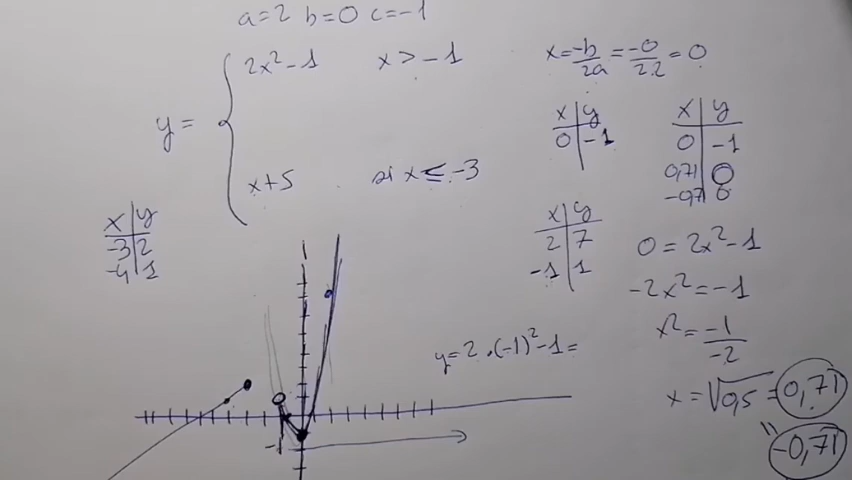 a=2 b=0 c=-1
y= { 2x²-1 x>-1
x+5 si x≤-3
x=-b/2a=-0/2.2=0
x | y
0 | -1
x | y
0 | -1
0,71 | 0
-0,71 | 0
x | y
-3 | 2
-4 | 1
x | y
2 | 7
-1 | 1
0=2x²-1
-2x²=-1
x²=-1/-2
x=√0,5=0,71
-0,71
y=2·(-1)²-1=